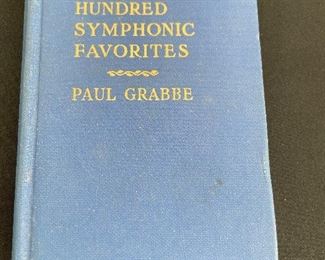 HUNDRED
SYMPHONIC
FAVORITES
PAUL GRABBE